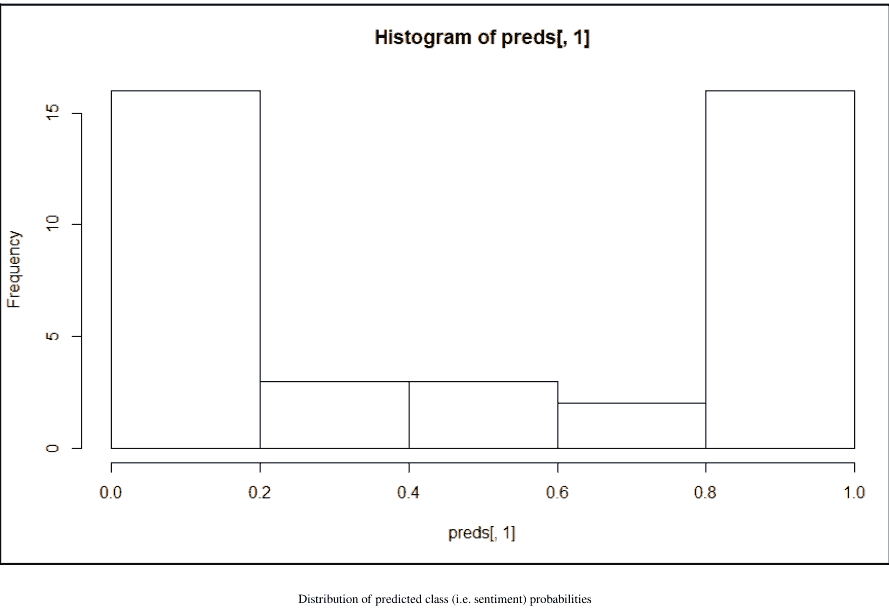 Histogram of preds[, 1]
Frequency
15
10
5
0
0.0 0.2 0.4 0.6 0.8 1.0
preds[, 1]
Distribution of predicted class (i.e. sentiment) probabilities